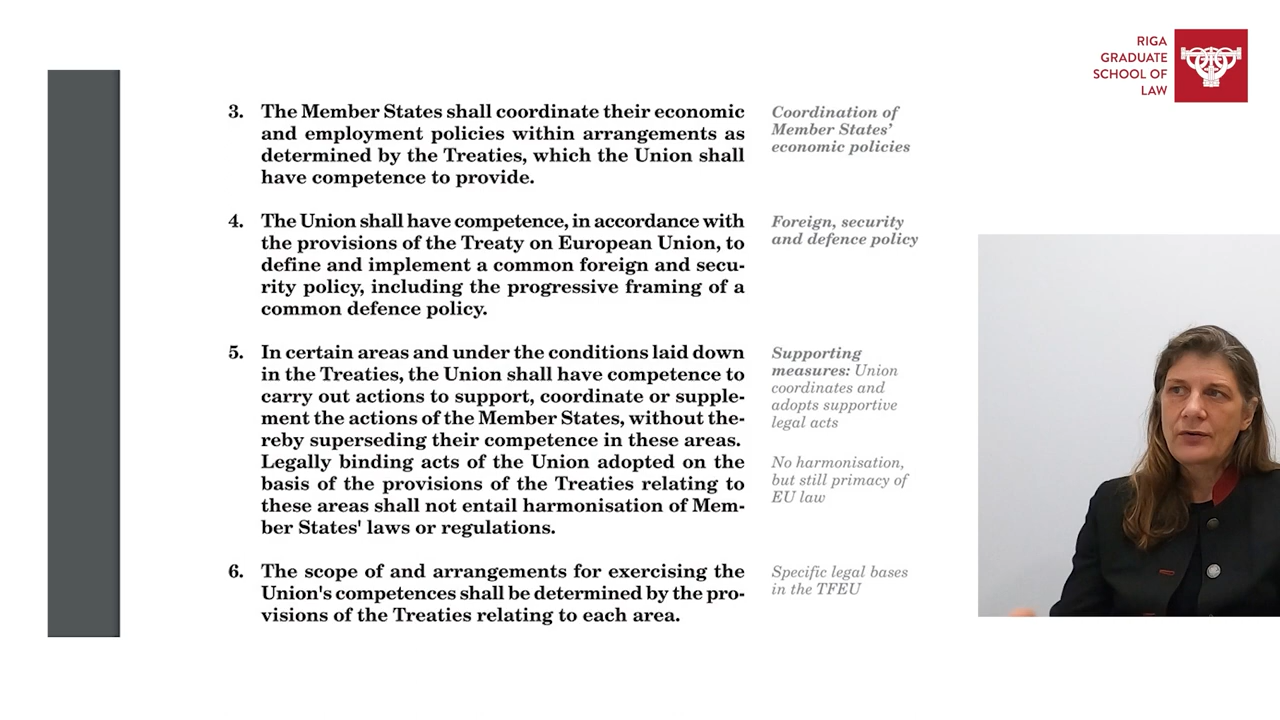 RIGA
GRADUATE
SCHOOL OF
LAW
3. The Member States shall coordinate their economic
and employment policies within arrangements as
determined by the Treaties, which the Union shall
have competence to provide.
Coordination of
Member States’
economic policies
4. The Union shall have competence, in accordance with
the provisions of the Treaty on European Union, to
define and implement a common foreign and secu-
rity policy, including the progressive framing of a
common defence policy.
Foreign, security
and defence policy
5. In certain areas and under the conditions laid down
in the Treaties, the Union shall have competence to
carry out actions to support, coordinate or supple-
ment the actions of the Member States, without the-
reby superseding their competence in these areas.
Legally binding acts of the Union adopted on the
basis of the provisions of the Treaties relating to
these areas shall not entail harmonisation of Mem-
ber States' laws or regulations.
Supporting
measures: Union
coordinates and
adopts supportive
legal acts
No harmonisation,
but still primacy of
EU law
6. The scope of and arrangements for exercising the
Union's competences shall be determined by the pro-
visions of the Treaties relating to each area.
Specific legal bases
in the TFEU